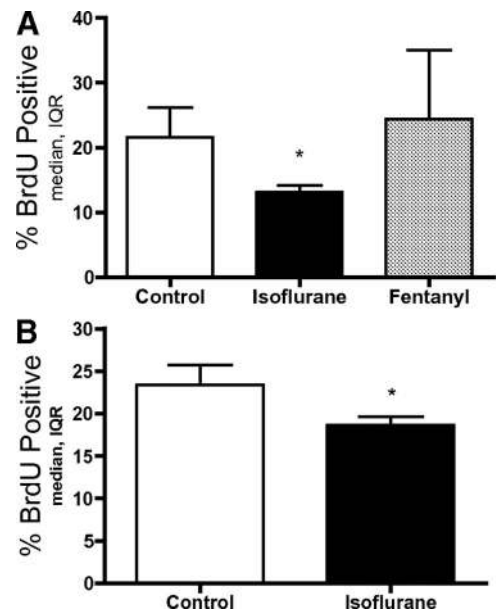 A
% BrdU Positive
median, IQR
40
30
20
10
0
*
Control Isoflurane Fentanyl
B
% BrdU Positive
median, IQR
30
25
20
15
10
5
0
*
Control Isoflurane